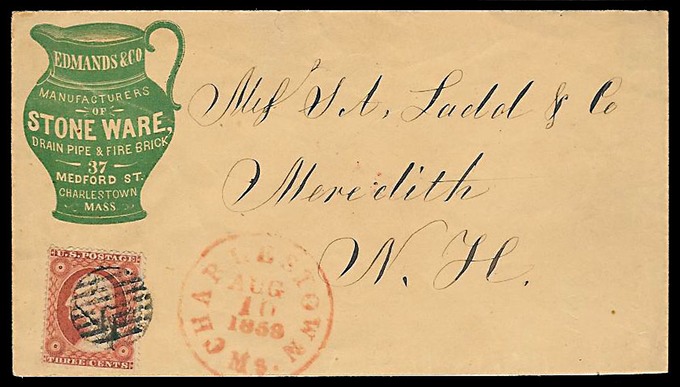 EDMANDS & CO
MANUFACTURERS
OF
STONE WARE,
DRAIN PIPE & FIRE BRICK
37
MEDFORD ST.
CHARLESTOWN
MASS
Mess S. A. Ladd & Co
Meredith
N. H.
U.S. POSTAGE
THREE CENTS
CHARLESTOWN MS
AUG
10
1858